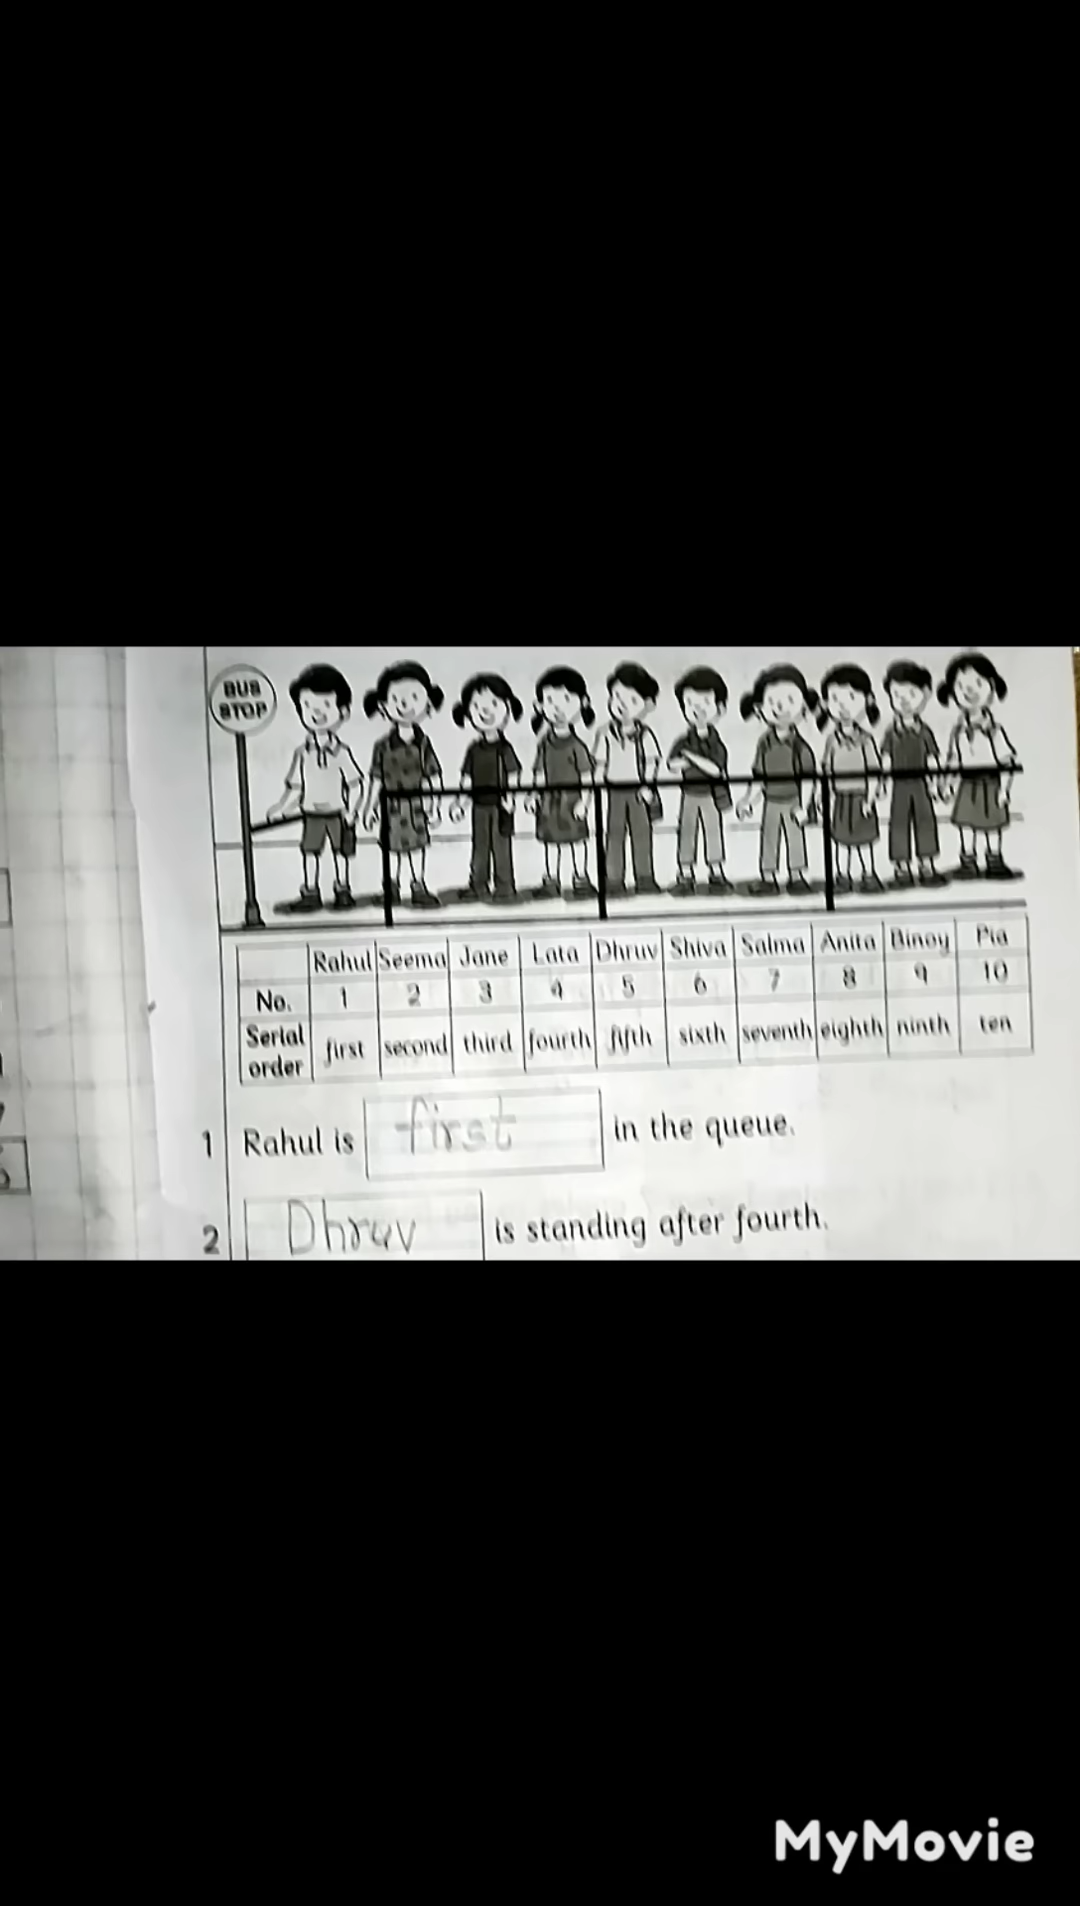 BUS
STOP
Rahul Seema Jane Lata Dhruv Shiva Salma Anita Binoy Pia
No. 1 2 3 4 5 6 7 8 9 10
Serial order first second third fourth fifth sixth seventh eighth ninth ten
1 Rahul is first in the queue.
2 Dhruv is standing after fourth.
MyMovie